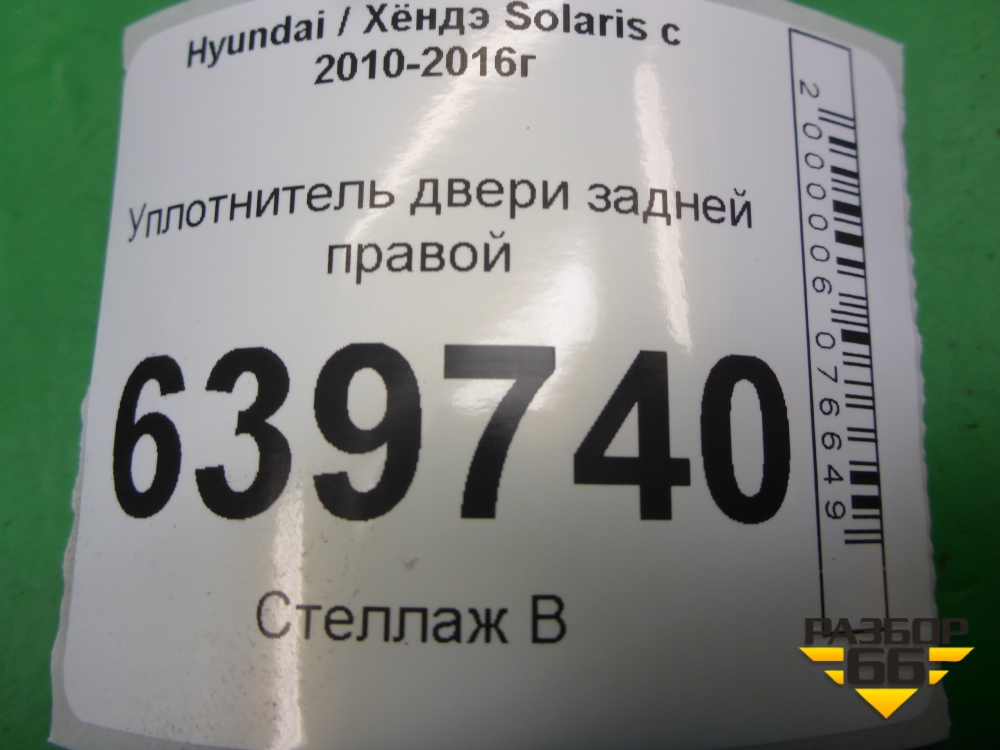 Hyundai / Хёндэ Solaris с
2010-2016г
Уплотнитель двери задней
правой
639740
Стеллаж В
2000006076649
РАЗБОР
66